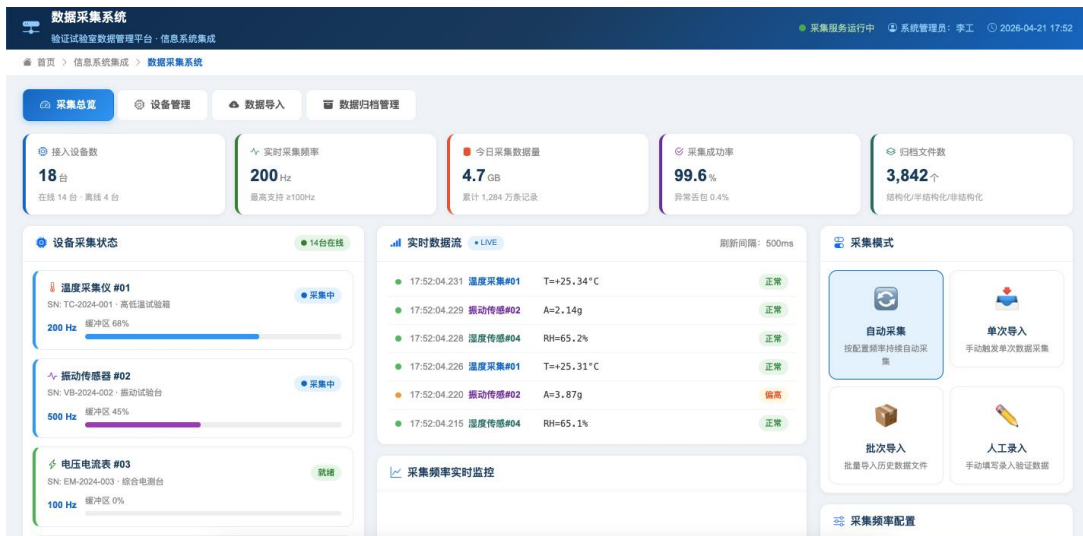 数据采集系统
验证试验室数据管理平台 · 信息系统集成
采集服务运行中 系统管理员：李工 2026-04-21 17:52
首页 > 信息系统集成 > 数据采集系统
采集总览 设备管理 数据导入 数据归档管理
接入设备数
18 台
在线 14 台 · 离线 4 台
实时采集频率
200 Hz
最高支持 ≥100Hz
今日采集数据量
4.7 GB
累计 1,284 万条记录
采集成功率
99.6 %
异常丢包 0.4%
归档文件数
3,842 个
结构化/半结构化/非结构化
设备采集状态 14台在线
温度采集仪 #01
采集中
SN: TC-2024-001 · 高低温试验箱
200 Hz 缓冲区 68%
振动传感器 #02
采集中
SN: VB-2024-002 · 振动试验台
500 Hz 缓冲区 45%
电压电流表 #03
就绪
SN: EM-2024-003 · 综合电测台
100 Hz 缓冲区 0%
实时数据流 • LIVE 刷新间隔：500ms
17:52:04.231 温度采集#01 T=+25.34°C 正常
17:52:04.229 振动传感#02 A=2.14g 正常
17:52:04.228 湿度传感#04 RH=65.2% 正常
17:52:04.226 温度采集#01 T=+25.31°C 正常
17:52:04.220 振动传感#02 A=3.87g 偏高
17:52:04.215 湿度传感#04 RH=65.1% 正常
采集频率实时监控
采集模式
自动采集
按配置频率持续自动采
集
单次导入
手动触发单次数据采集
批次导入
批量导入历史数据文件
人工录入
手动填写录入验证数据
采集频率配置